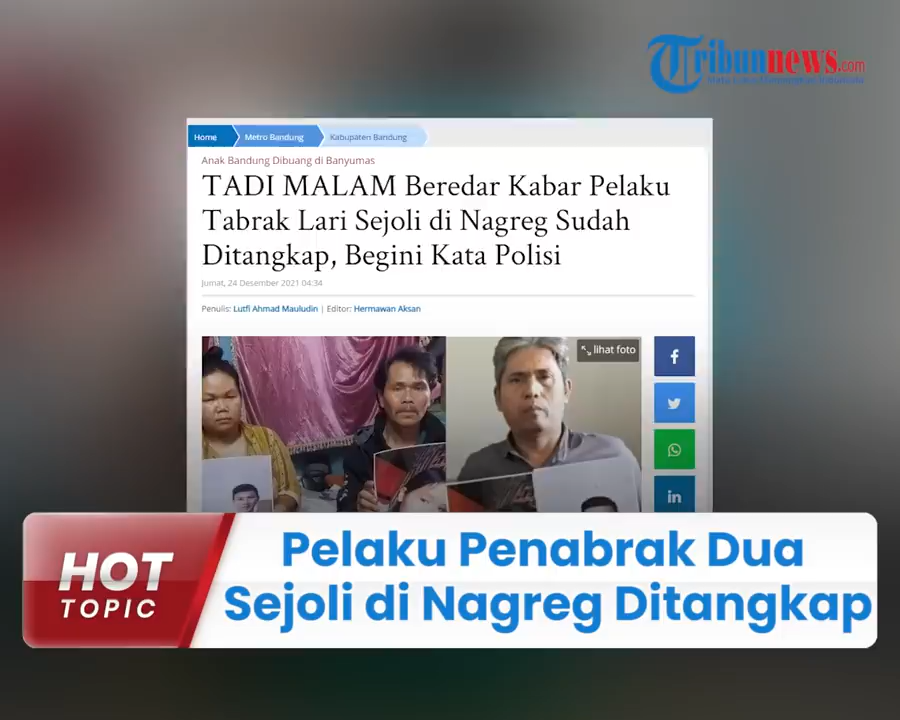 Tribunnews.com
Home
Metro Bandung
Kabupaten Bandung
Anak Bandung Dibuang di Banyumas
TADI MALAM Beredar Kabar Pelaku
Tabrak Lari Sejoli di Nagreg Sudah
Ditangkap, Begini Kata Polisi
Jumat, 24 Desember 2021 04:34
Penulis: Lutfi Ahmad Mauludin | Editor: Hermawan Aksan
lihat foto
HOT
TOPIC
Pelaku Penabrak Dua
Sejoli di Nagreg Ditangkap